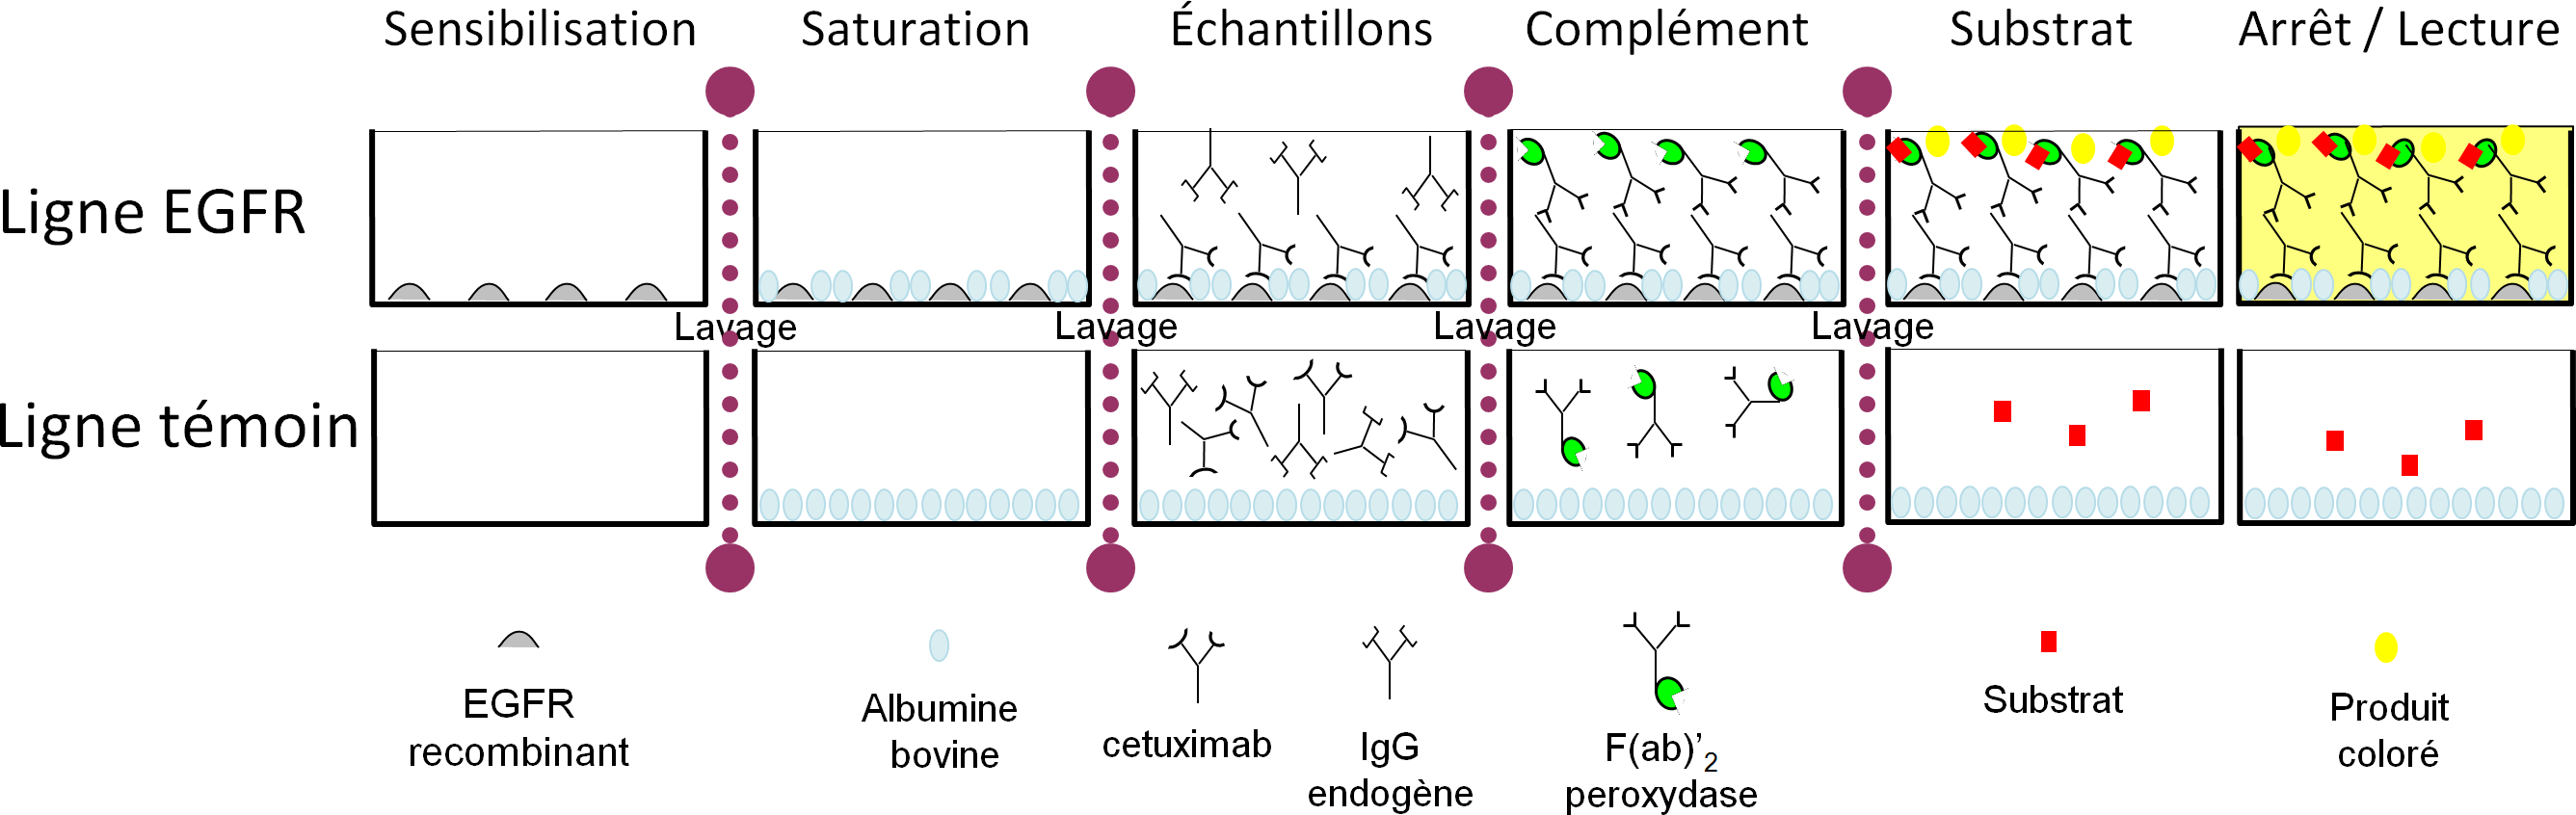 Sensibilisation
Saturation
Échantillons
Complément
Substrat
Arrêt / Lecture
Ligne EGFR
Lavage
Lavage
Lavage
Lavage
Ligne témoin
EGFR
recombinant
Albumine
bovine
cetuximab
IgG
endogène
F(ab)’₂
peroxydase
Substrat
Produit
coloré